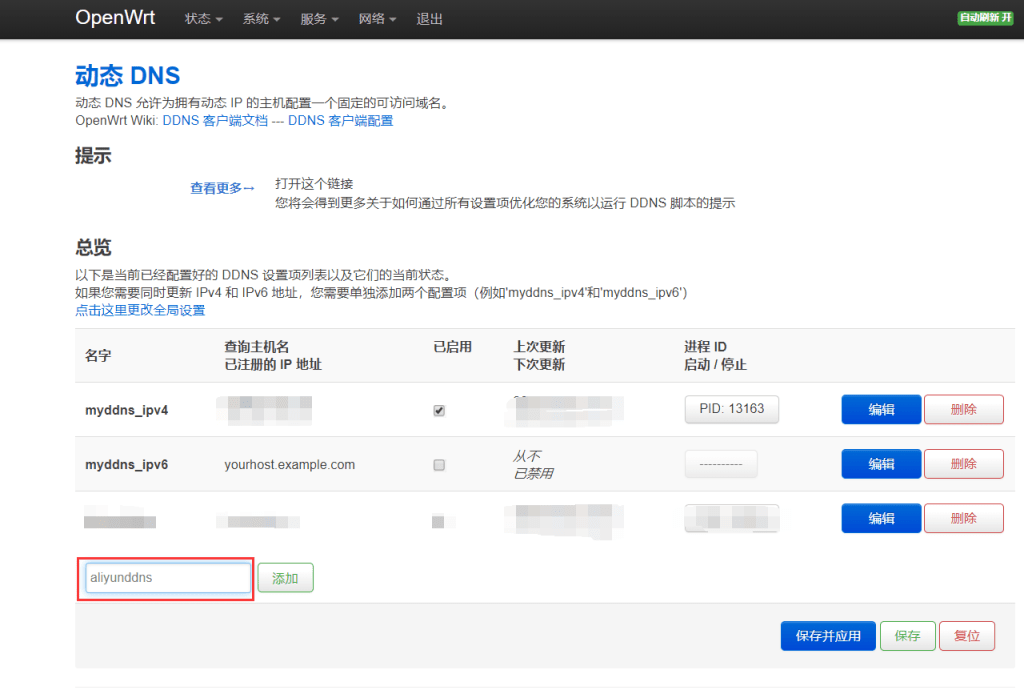 OpenWrt 状态 系统 服务 网络 退出 自动刷新 开
动态 DNS
动态 DNS 允许为拥有动态 IP 的主机配置一个固定的可访问域名。
OpenWrt Wiki: DDNS 客户端文档 --- DDNS 客户端配置
提示
查看更多→ 打开这个链接
您将会得到更多关于如何通过所有设置项优化您的系统以运行 DDNS 脚本的提示
总览
以下是当前已经配置好的 DDNS 设置项列表以及它们的当前状态。
如果您需要同时更新 IPv4 和 IPv6 地址，您需要单独添加两个配置项（例如'myddns_ipv4'和'myddns_ipv6'）
点击这里更改全局设置
名字 查询主机名 已启用 上次更新 进程 ID
已注册的 IP 地址 下次更新 启动 / 停止
myddns_ipv4 PID: 13163 编辑 删除
myddns_ipv6 yourhost.example.com 从不 ---------- 编辑 删除
已禁用
编辑 删除
aliyunddns 添加
保存并应用 保存 复位